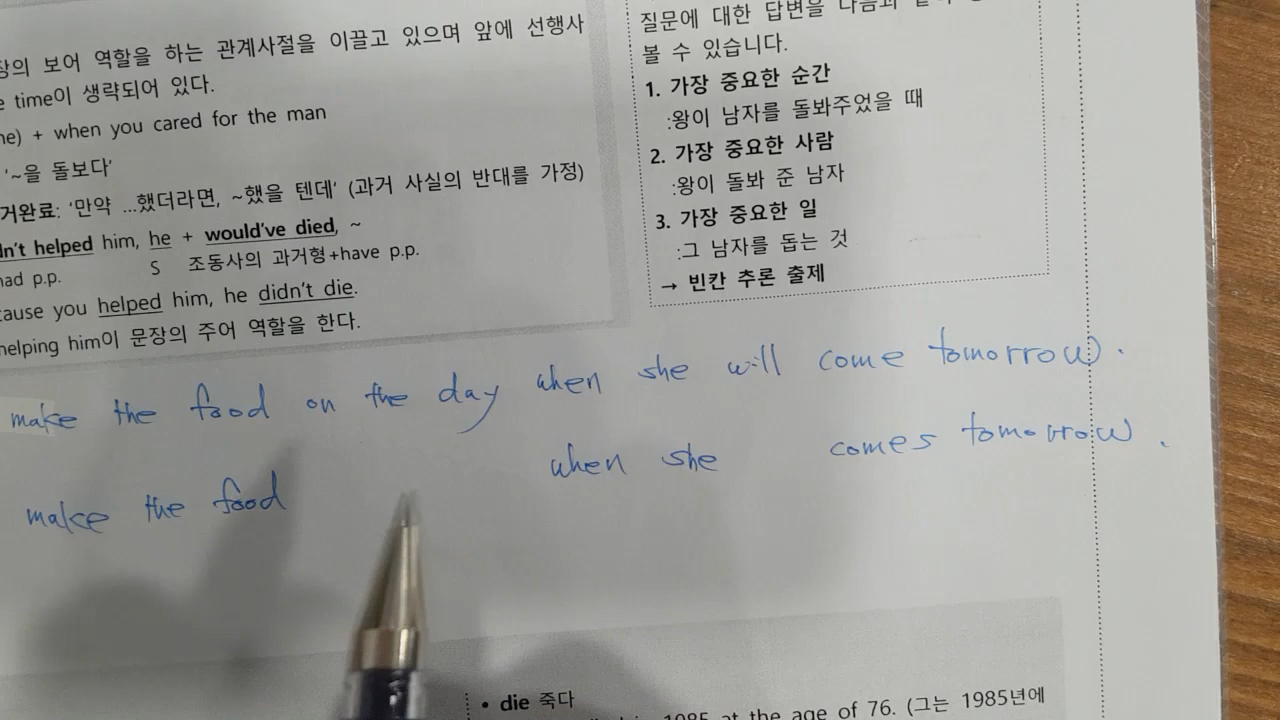 장의 보어 역할을 하는 관계사절을 이끌고 있으며 앞에 선행사
e time이 생략되어 있다.
ne) + when you cared for the man
'~을 돌보다'
거완료: '만약 ...했더라면, ~했을 텐데' (과거 사실의 반대를 가정)
dn't helped him, he + would've died, ~
had p.p. S 조동사의 과거형+have p.p.
cause you helped him, he didn't die.
helping him이 문장의 주어 역할을 한다.
질문에 대한 답변을 다음과 같이
볼 수 있습니다.
1. 가장 중요한 순간
:왕이 남자를 돌봐주었을 때
2. 가장 중요한 사람
:왕이 돌봐 준 남자
3. 가장 중요한 일
:그 남자를 돕는 것
→ 빈칸 추론 출제
make the food on the day when she will come tomorrow.
make the food when she comes tomorrow.
• die 죽다
1985 at the age of 76. (그는 1985년에